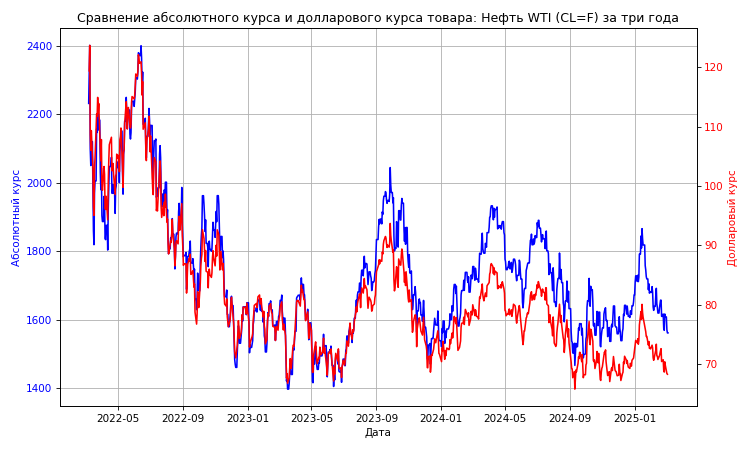 Сравнение абсолютного курса и долларового курса товара: Нефть WTI (CL=F) за три года
2400
2200
2000
1800
1600
1400
Абсолютный курс
120
110
100
90
80
70
Долларовый курс
2022-05 2022-09 2023-01 2023-05 2023-09 2024-01 2024-05 2024-09 2025-01
Дата